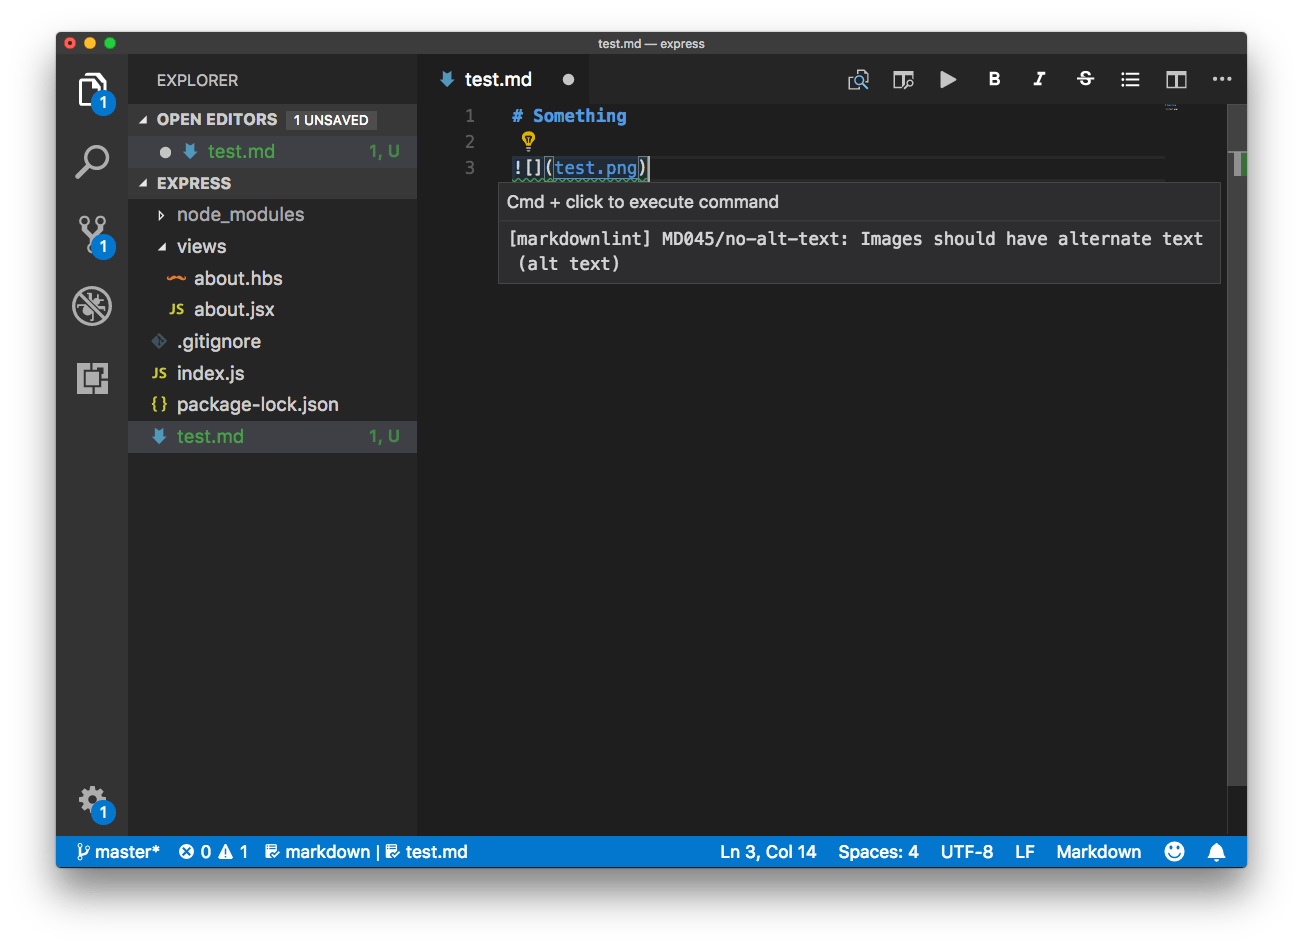 test.md — express
EXPLORER
OPEN EDITORS 1 UNSAVED
test.md 1, U
EXPRESS
node_modules
views
about.hbs
JS about.jsx
.gitignore
JS index.js
{} package-lock.json
test.md 1, U
1
1
1
test.md
B I S
1 # Something
2
3 ![](test.png)
Cmd + click to execute command
[markdownlint] MD045/no-alt-text: Images should have alternate text
(alt text)
master* 0 1 markdown | test.md Ln 3, Col 14 Spaces: 4 UTF-8 LF Markdown